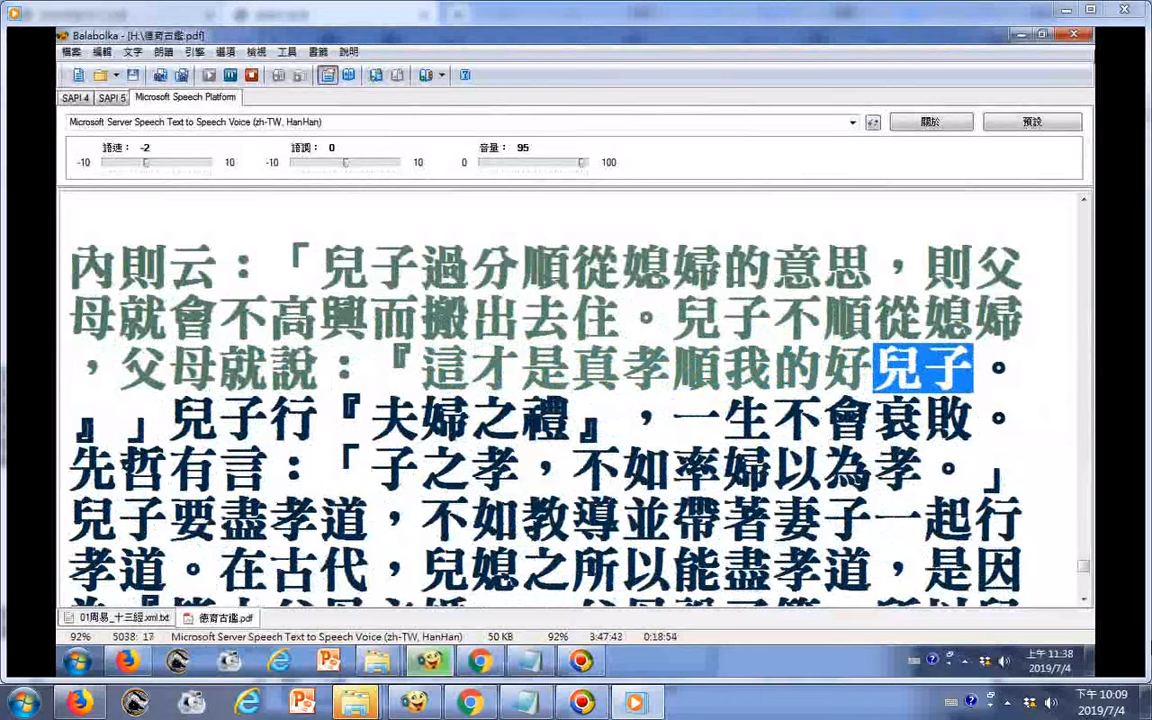 Balabolka - [H:\德育古鑑.pdf]
檔案 編輯 文字 朗讀 引擎 選項 檢視 工具 書籤 說明
SAPI 4 SAPI 5 Microsoft Speech Platform
Microsoft Server Speech Text to Speech Voice (zh-TW, HanHan) 關於 預設
語速： -2 語調： 0 音量： 95
-10 10 -10 10 0 100
內則云：「兒子過分順從媳婦的意思，則父
母就會不高興而搬出去住。兒子不順從媳婦
，父母就說：『這才是真孝順我的好兒子。
』」兒子行『夫婦之禮』，一生不會衰敗。
先哲有言：「子之孝，不如率婦以為孝。」
兒子要盡孝道，不如教導並帶著妻子一起行
孝道。在古代，兒媳之所以能盡孝道，是因
01周易_十三經.xml.txt 德育古鑑.pdf
92% 5038: 17 Microsoft Server Speech Text to Speech Voice (zh-TW, HanHan) 50 KB 92% 3:47:43 0:18:54
上午 11:38
2019/7/4
下午 10:09
2019/7/4